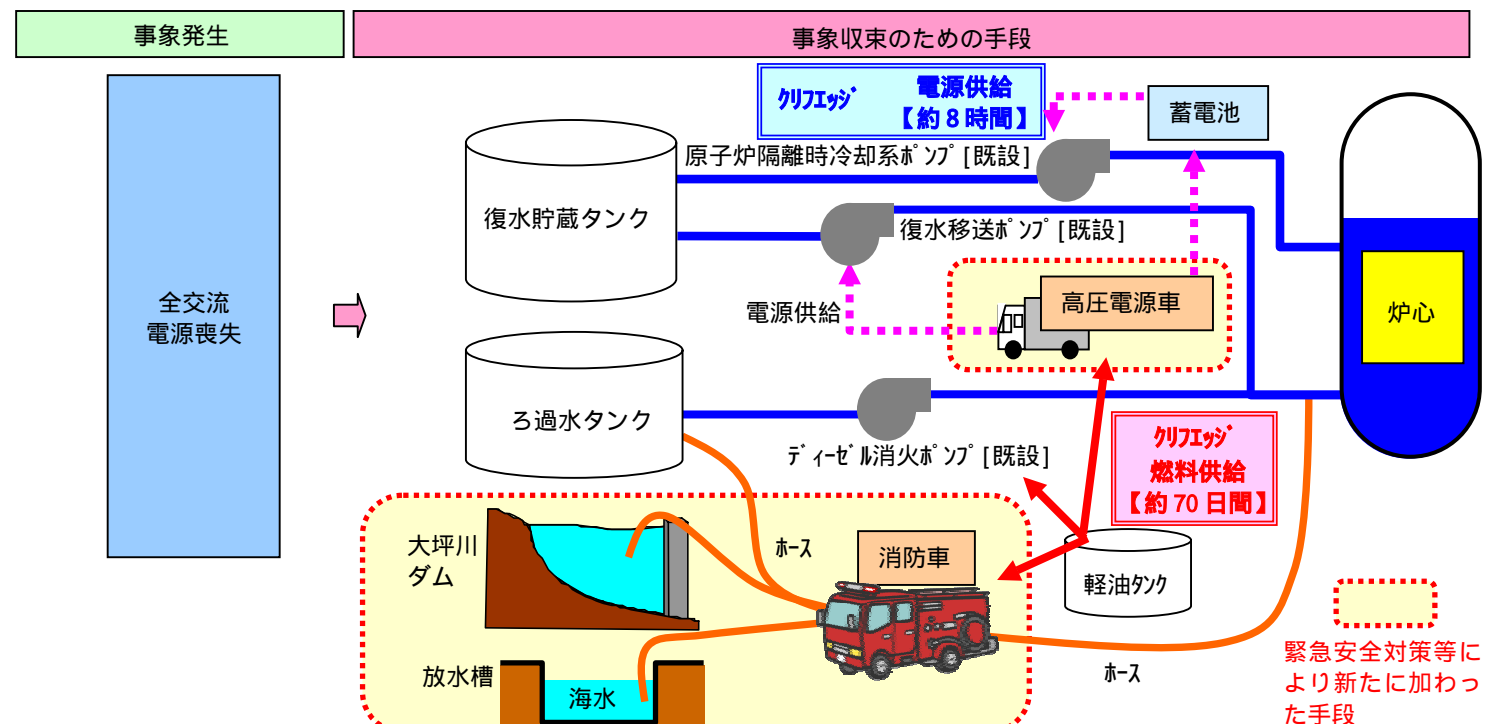 事象発生
事象収束のための手段
クリフエッジ 電源供給
【約8時間】
蓄電池
原子炉隔離時冷却系ポンプ[既設]
復水貯蔵タンク
復水移送ポンプ[既設]
全交流
電源喪失
電源供給
高圧電源車
炉心
ろ過水タンク
ディーゼル消火ポンプ[既設]
クリフエッジ
燃料供給
【約70日間】
大坪川
ダム
ホース
消防車
軽油タンク
放水槽
海水
ホース
緊急安全対策等に
より新たに加わっ
た手段